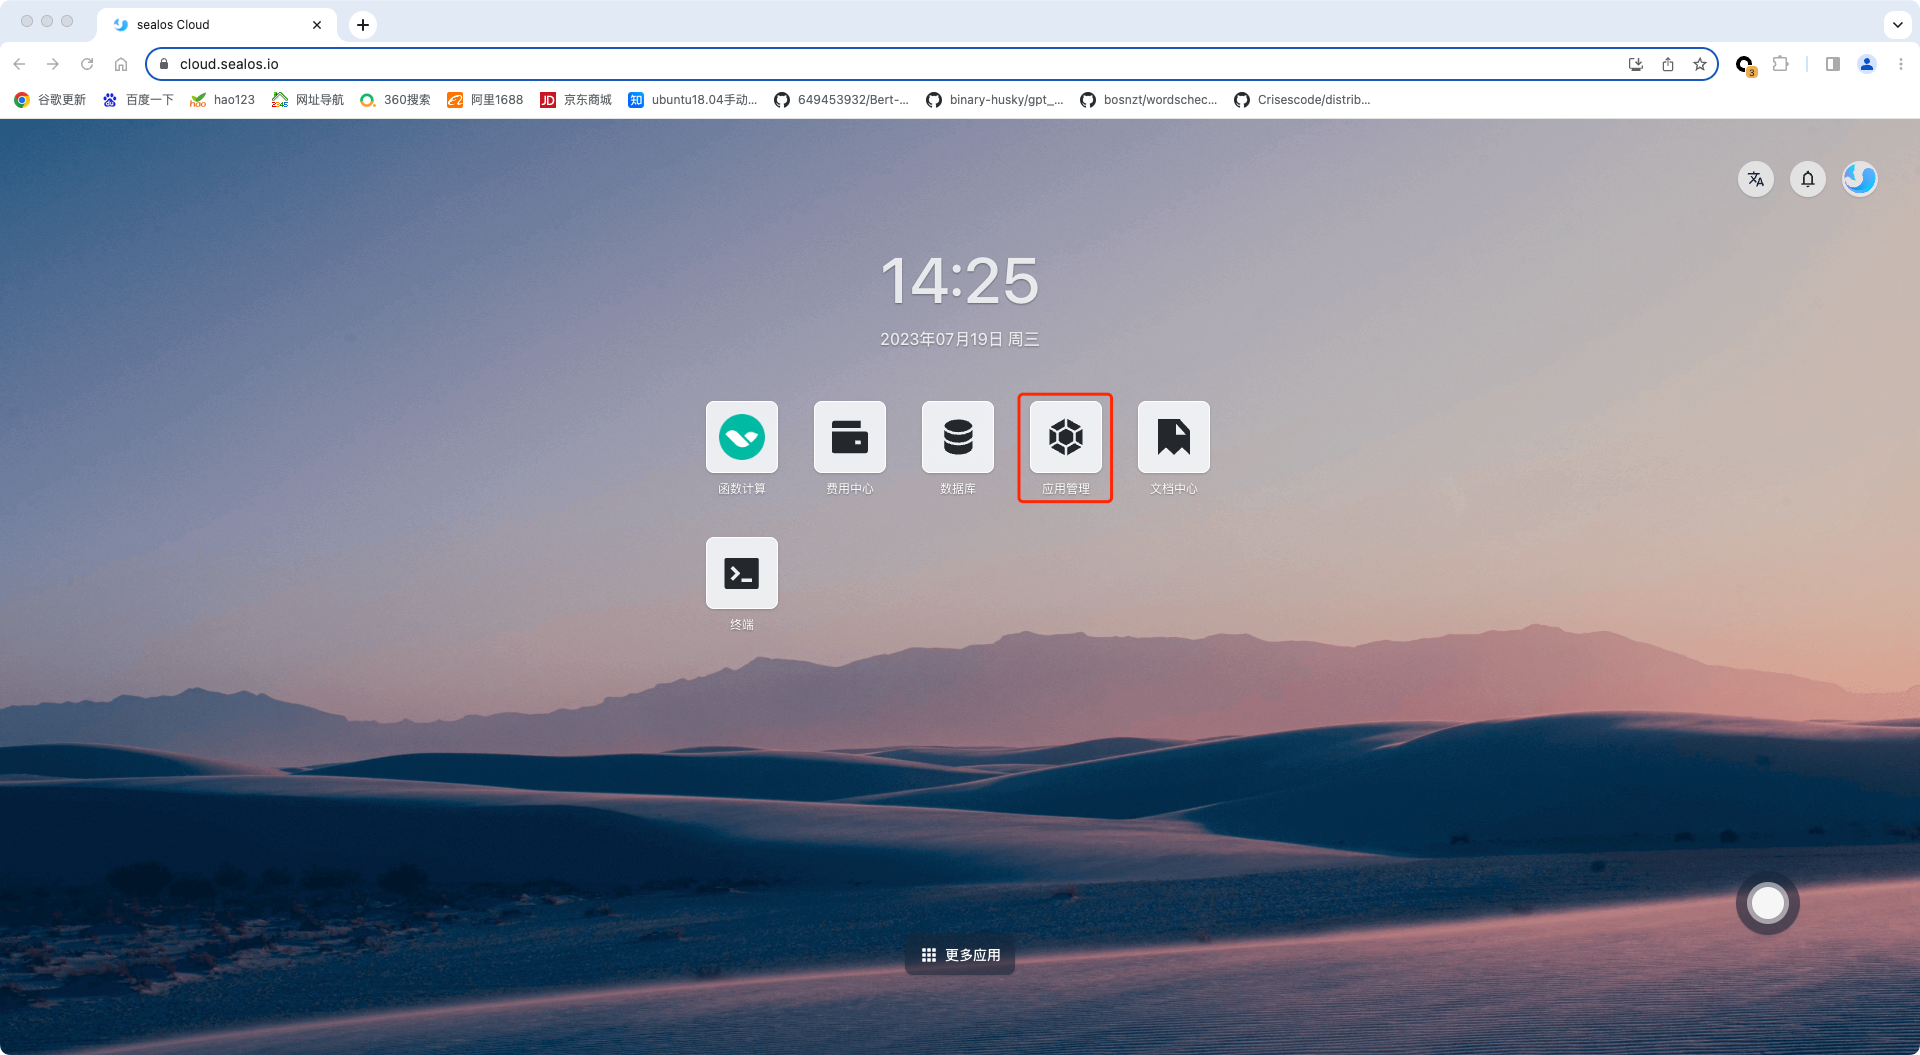 sealos Cloud
cloud.sealos.io
3
谷歌更新 百度一下 hao123 网址导航 360搜索 阿里1688 京东商城 ubuntu18.04手动... 649453932/Bert-... binary-husky/gpt_... bosnzt/wordschec... Crisescode/distrib...
14:25
2023年07月19日 周三
函数计算 费用中心 数据库 应用管理 文档中心
终端
更多应用